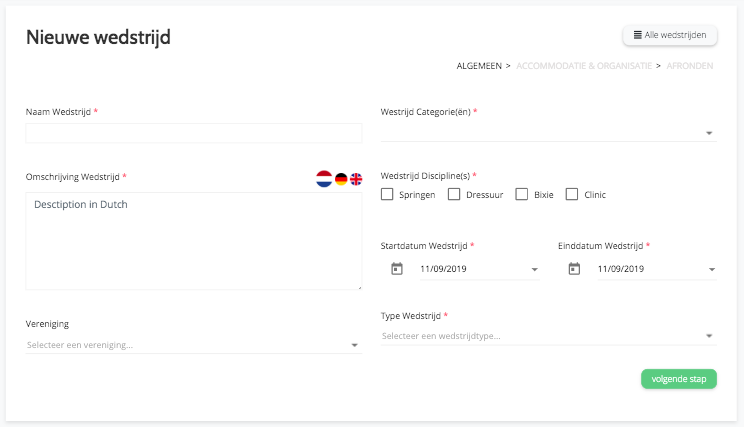 Nieuwe wedstrijd
Alle wedstrijden
ALGEMEEN > ACCOMMODATIE & ORGANISATIE > AFRONDEN
Naam Wedstrijd *
Westrijd Categorie(ën) *
Omschrijving Wedstrijd *
Desctiption in Dutch
Wedstrijd Discipline(s) *
Springen Dressuur Bixie Clinic
Startdatum Wedstrijd * Einddatum Wedstrijd *
11/09/2019 11/09/2019
Vereniging
Selecteer een vereniging...
Type Wedstrijd *
Selecteer een wedstrijdtype...
volgende stap